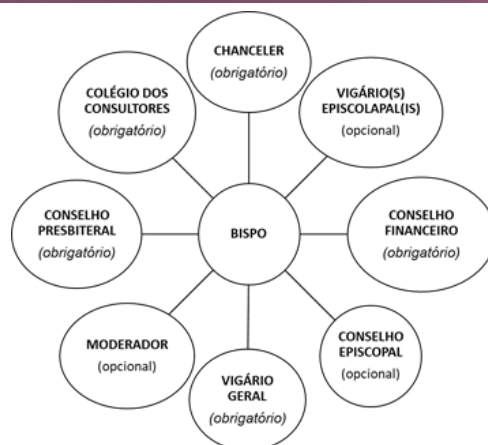 CHANCELER
(obrigatório)
COLÉGIO DOS
CONSULTORES
(obrigatório)
VIGÁRIO(S)
EPISCOLAPAL(IS)
(opcional)
CONSELHO
PRESBITERAL
(obrigatório)
BISPO
CONSELHO
FINANCEIRO
(obrigatório)
MODERADOR
(opcional)
CONSELHO
EPISCOPAL
(opcional)
VIGÁRIO
GERAL
(obrigatório)